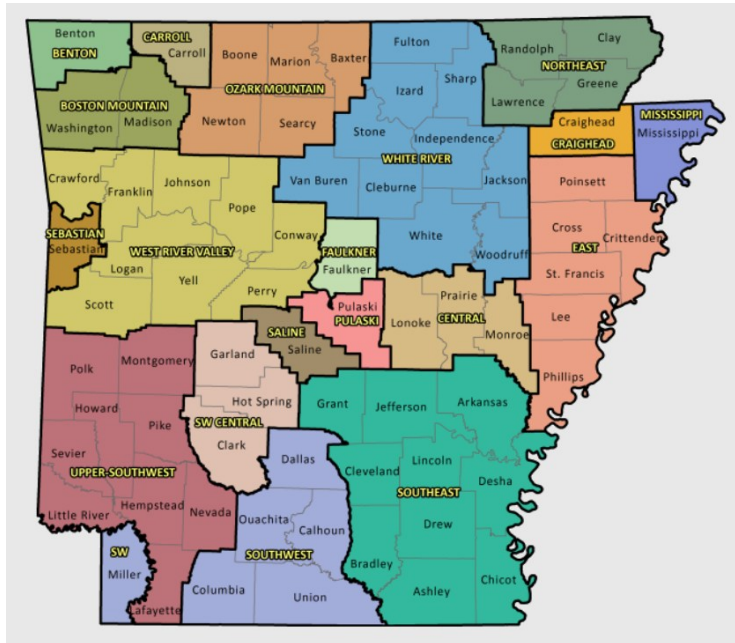 Benton
BENTON
CARROLL
Carroll
Boone
Marion
Baxter
OZARK MOUNTAIN
Newton
Searcy
Fulton
Sharp
Izard
Stone
Independence
WHITE RIVER
Van Buren
Cleburne
Jackson
White
Woodruff
Randolph
Clay
NORTHEAST
Greene
Lawrence
Craighead
CRAIGHEAD
MISSISSIPPI
Mississippi
BOSTON MOUNTAIN
Washington
Madison
Crawford
Franklin
Johnson
Pope
Conway
SEBASTIAN
Sebastian
WEST RIVER VALLEY
Logan
Yell
Perry
Scott
FAULKNER
Faulkner
Pulaski
PULASKI
SALINE
Saline
Prairie
Lonoke
CENTRAL
Monroe
Poinsett
Cross
Crittenden
EAST
St. Francis
Lee
Phillips
Polk
Montgomery
Howard
Pike
Sevier
UPPER-SOUTHWEST
Little River
Hempstead
Nevada
Lafayette
Garland
Hot Spring
SW CENTRAL
Clark
SW
Miller
Dallas
Ouachita
Calhoun
SOUTHWEST
Columbia
Union
Grant
Jefferson
Arkansas
Cleveland
Lincoln
Desha
SOUTHEAST
Drew
Bradley
Ashley
Chicot